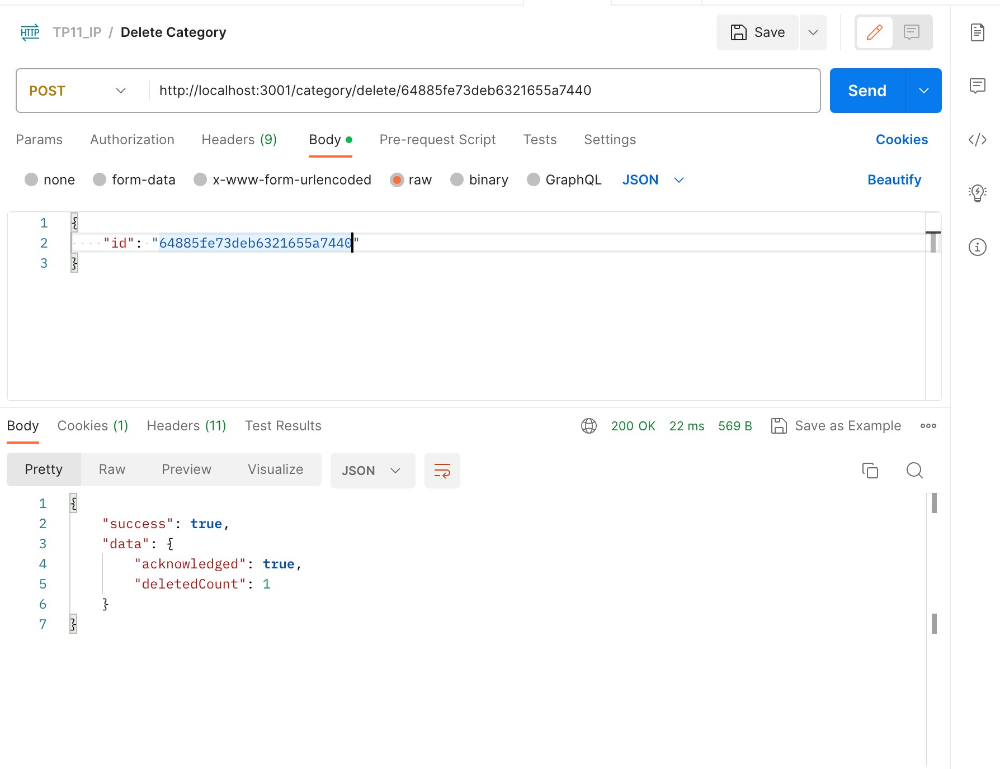 HTTP TP11_IP / Delete Category Save
POST http://localhost:3001/category/delete/64885fe73deb6321655a7440 Send
Params Authorization Headers (9) Body Pre-request Script Tests Settings Cookies
none form-data x-www-form-urlencoded raw binary GraphQL JSON Beautify
1 {
2 "id": "64885fe73deb6321655a7440"
3 }
Body Cookies (1) Headers (11) Test Results 200 OK 22 ms 569 B Save as Example
Pretty Raw Preview Visualize JSON
1 {
2 "success": true,
3 "data": {
4 "acknowledged": true,
5 "deletedCount": 1
6 }
7 }